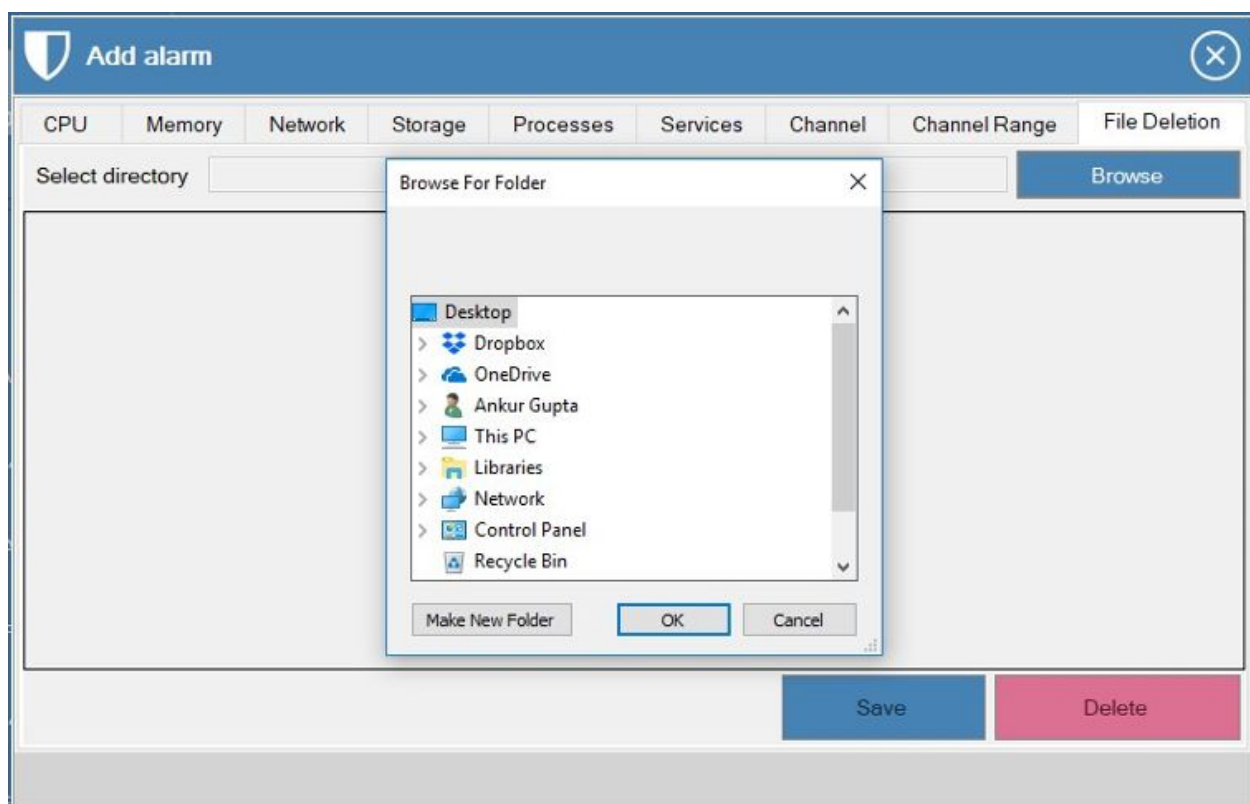 Add alarm
CPU Memory Network Storage Processes Services Channel Channel Range File Deletion
Select directory Browse
Browse For Folder
Desktop
Dropbox
OneDrive
Ankur Gupta
This PC
Libraries
Network
Control Panel
Recycle Bin
Make New Folder OK Cancel
Save Delete